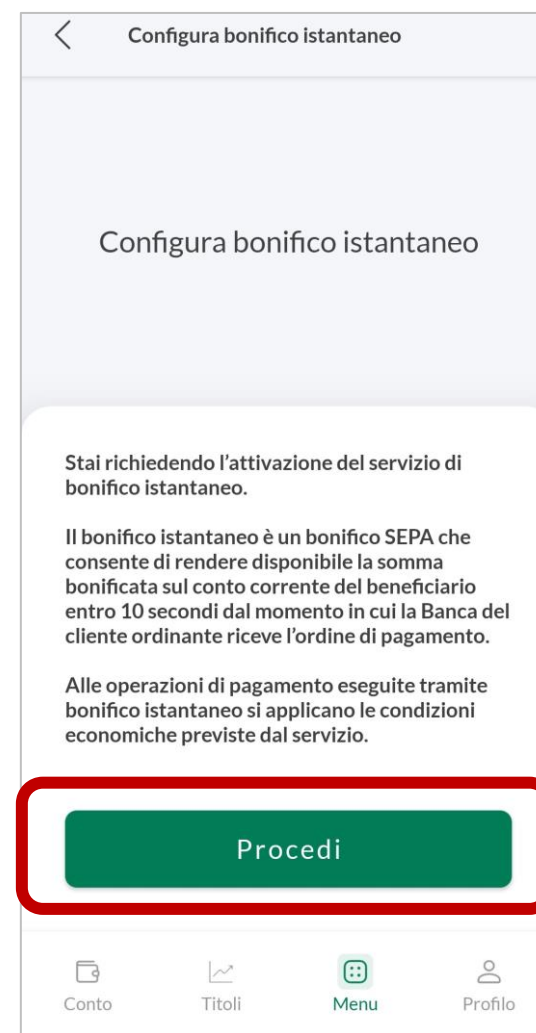 Configura bonifico istantaneo
Configura bonifico istantaneo
Stai richiedendo l’attivazione del servizio di
bonifico istantaneo.
Il bonifico istantaneo è un bonifico SEPA che
consente di rendere disponibile la somma
bonificata sul conto corrente del beneficiario
entro 10 secondi dal momento in cui la Banca del
cliente ordinante riceve l’ordine di pagamento.
Alle operazioni di pagamento eseguite tramite
bonifico istantaneo si applicano le condizioni
economiche previste dal servizio.
Procedi
Conto Titoli Menu Profilo